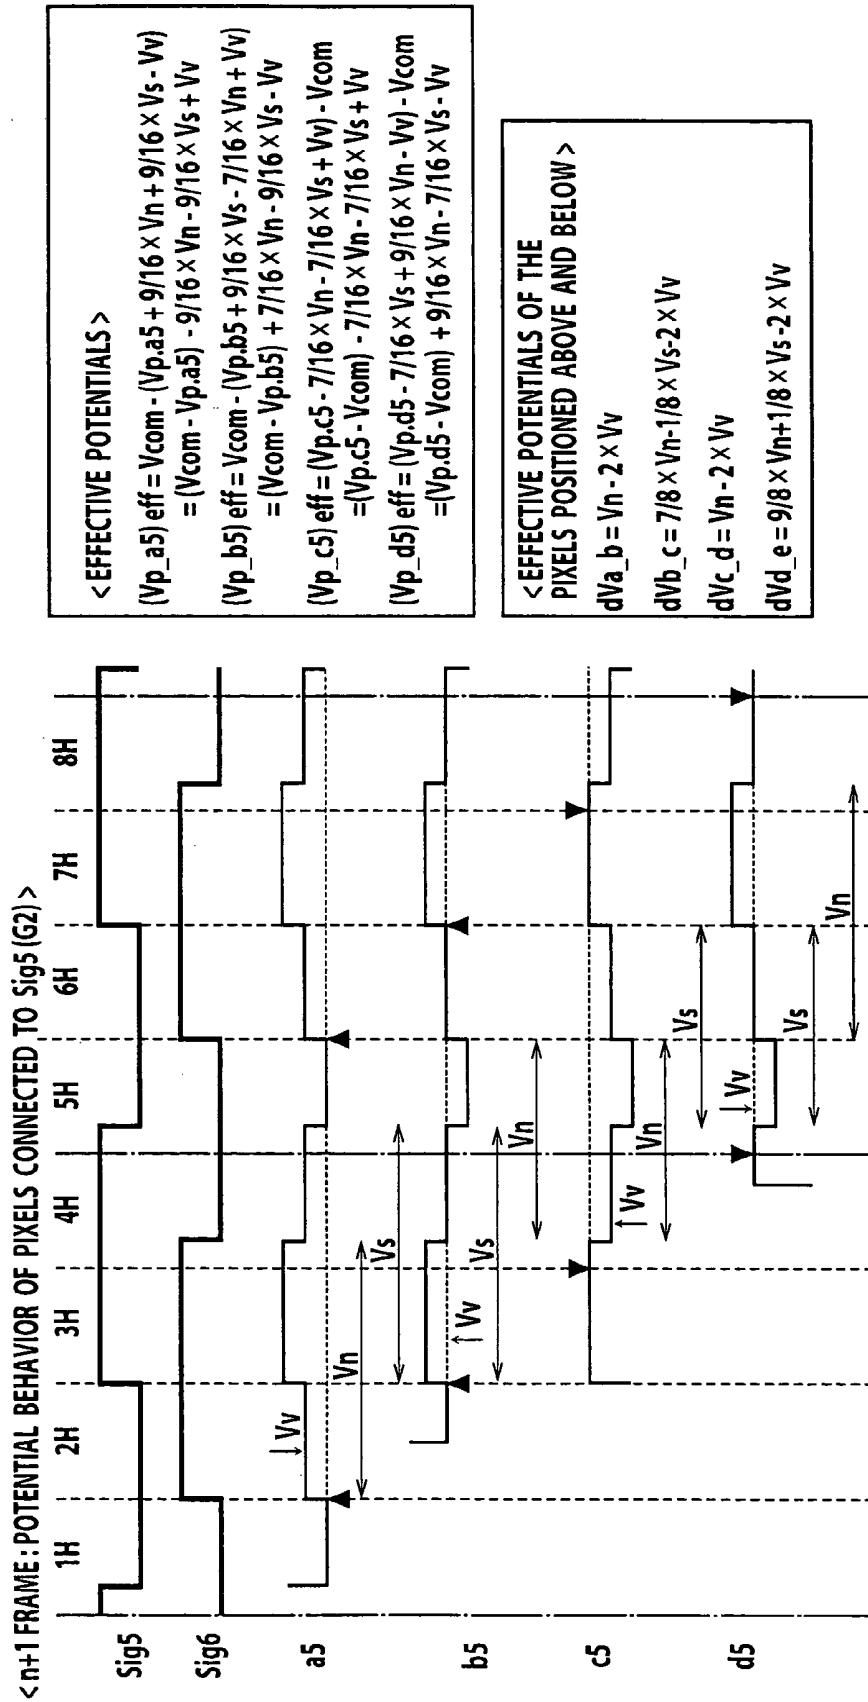 < n+1 FRAME : POTENTIAL BEHAVIOR OF PIXELS CONNECTED TO Sig5 (G2) >
1H 2H 3H 4H 5H 6H 7H 8H
Sig5
Sig6
a5
Vv
Vn
Vs
b5
Vv
Vs
Vn
c5
Vv
Vn
Vs
d5
Vv
Vs
Vn
< EFFECTIVE POTENTIALS >
(Vp_a5) eff = Vcom - (Vp.a5 + 9/16 × Vn + 9/16 × Vs - Vv)
= (Vcom - Vp.a5) - 9/16 × Vn - 9/16 × Vs + Vv
(Vp_b5) eff = Vcom - (Vp.b5 + 9/16 × Vs - 7/16 × Vn + Vv)
= (Vcom - Vp.b5) + 7/16 × Vn - 9/16 × Vs - Vv
(Vp_c5) eff = (Vp.c5 - 7/16 × Vn - 7/16 × Vs + Vv) - Vcom
=(Vp.c5 - Vcom) - 7/16 × Vn - 7/16 × Vs + Vv
(Vp_d5) eff = (Vp.d5 - 7/16 × Vs + 9/16 × Vn - Vv) - Vcom
=(Vp.d5 - Vcom) + 9/16 × Vn - 7/16 × Vs - Vv
< EFFECTIVE POTENTIALS OF THE
PIXELS POSITIONED ABOVE AND BELOW >
dVa_b = Vn - 2 × Vv
dVb_c = 7/8 × Vn-1/8 × Vs-2 × Vv
dVc_d = Vn - 2 × Vv
dVd_e = 9/8 × Vn+1/8 × Vs-2 × Vv